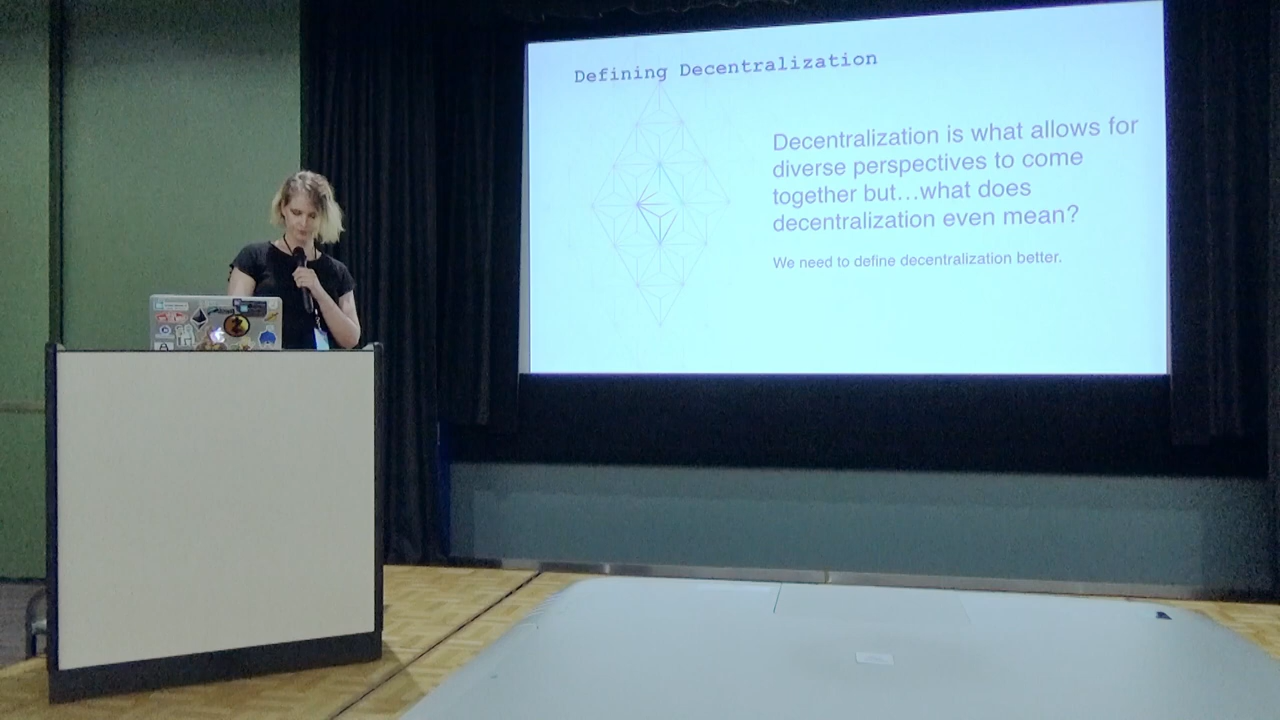 Defining Decentralization
Decentralization is what allows for
diverse perspectives to come
together but...what does
decentralization even mean?
We need to define decentralization better.